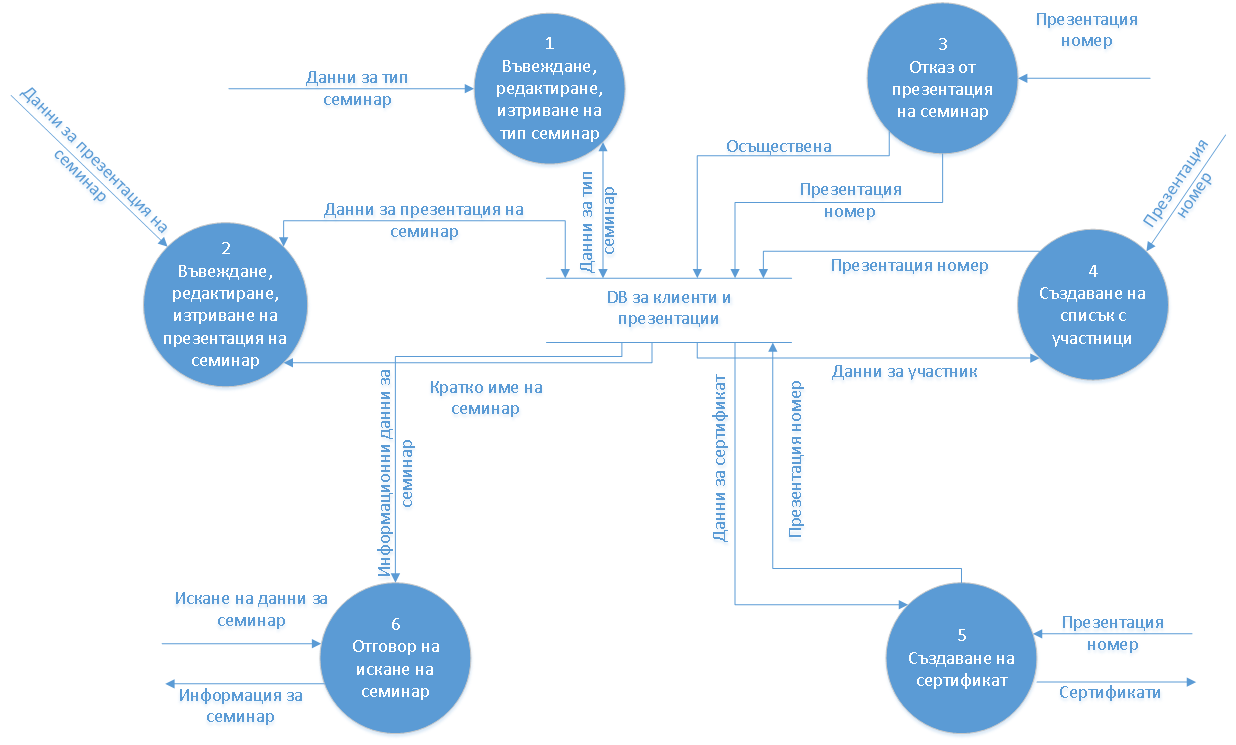 1
Въвеждане,
редактиране,
изтриване на
тип семинар
Данни за тип
семинар
3
Отказ от
презентация
на семинар
Презентация
номер
Данни за презентация на
семинар
Осъществена
Презентация
номер
Презентация
номер
Данни за презентация на
семинар
Данни за тип
семинар
2
Въвеждане,
редактиране,
изтриване на
презентация на
семинар
Презентация номер
4
Създаване на
списък с
участници
DB за клиенти и
презентации
Данни за участник
Кратко име на
семинар
Информационни данни за
семинар
Данни за сертификат
Презентация номер
Искане на данни за
семинар
6
Отговор на
искане на
семинар
Информация за
семинар
5
Създаване на
сертификат
Презентация
номер
Сертификати